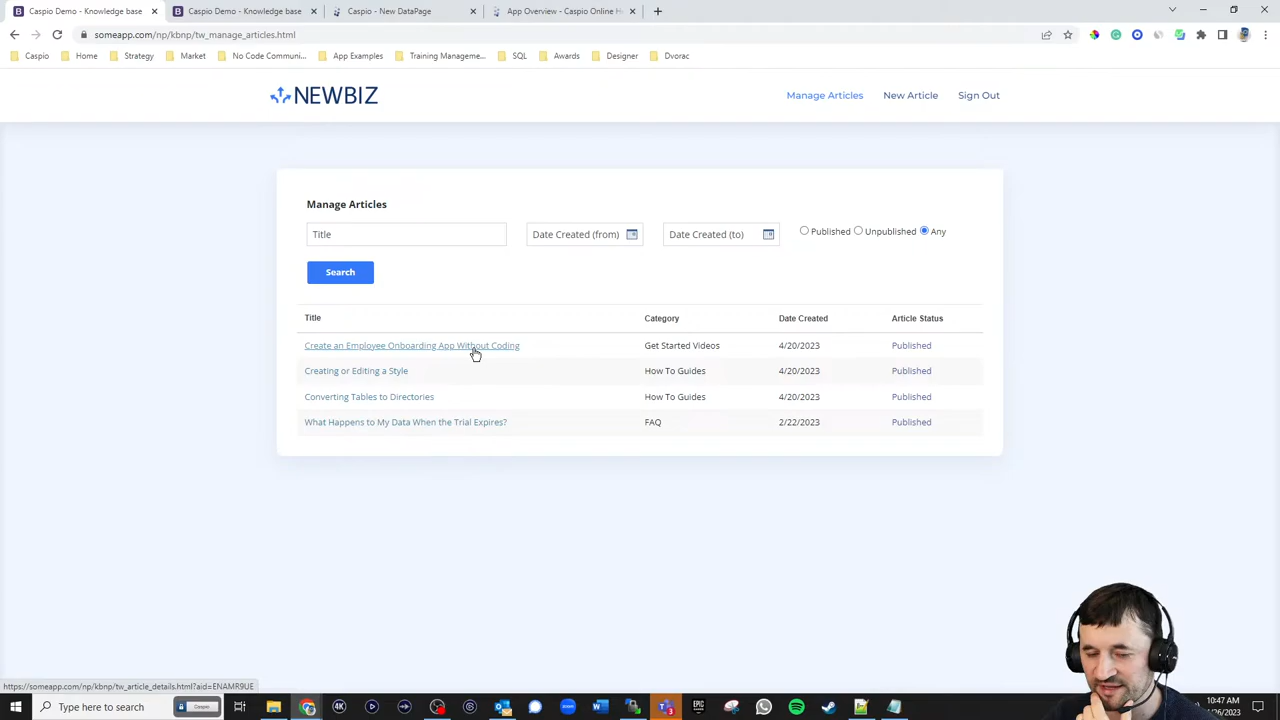 Caspio Demo - Knowledge base
Caspio Demo - Knowledge base
Caspio - New DataPage
App Overview - Caspio Online H
someapp.com/np/kbnp/tw_manage_articles.html
Caspio
Home
Strategy
Market
No Code Communi...
App Examples
Training Manageme...
SQL
Awards
Designer
Dvorac
NEWBIZ
Manage Articles
New Article
Sign Out
Manage Articles
Title
Date Created (from)
Date Created (to)
Published
Unpublished
Any
Search
Title Category Date Created Article Status
Create an Employee Onboarding App Without Coding Get Started Videos 4/20/2023 Published
Creating or Editing a Style How To Guides 4/20/2023 Published
Converting Tables to Directories How To Guides 4/20/2023 Published
What Happens to My Data When the Trial Expires? FAQ 2/22/2023 Published
https://someapp.com/np/kbnp/tw_article_details.html?aid=ENAMR9UE
Type here to search
Caspio
4K
EPIC
10:47 AM
/26/2023